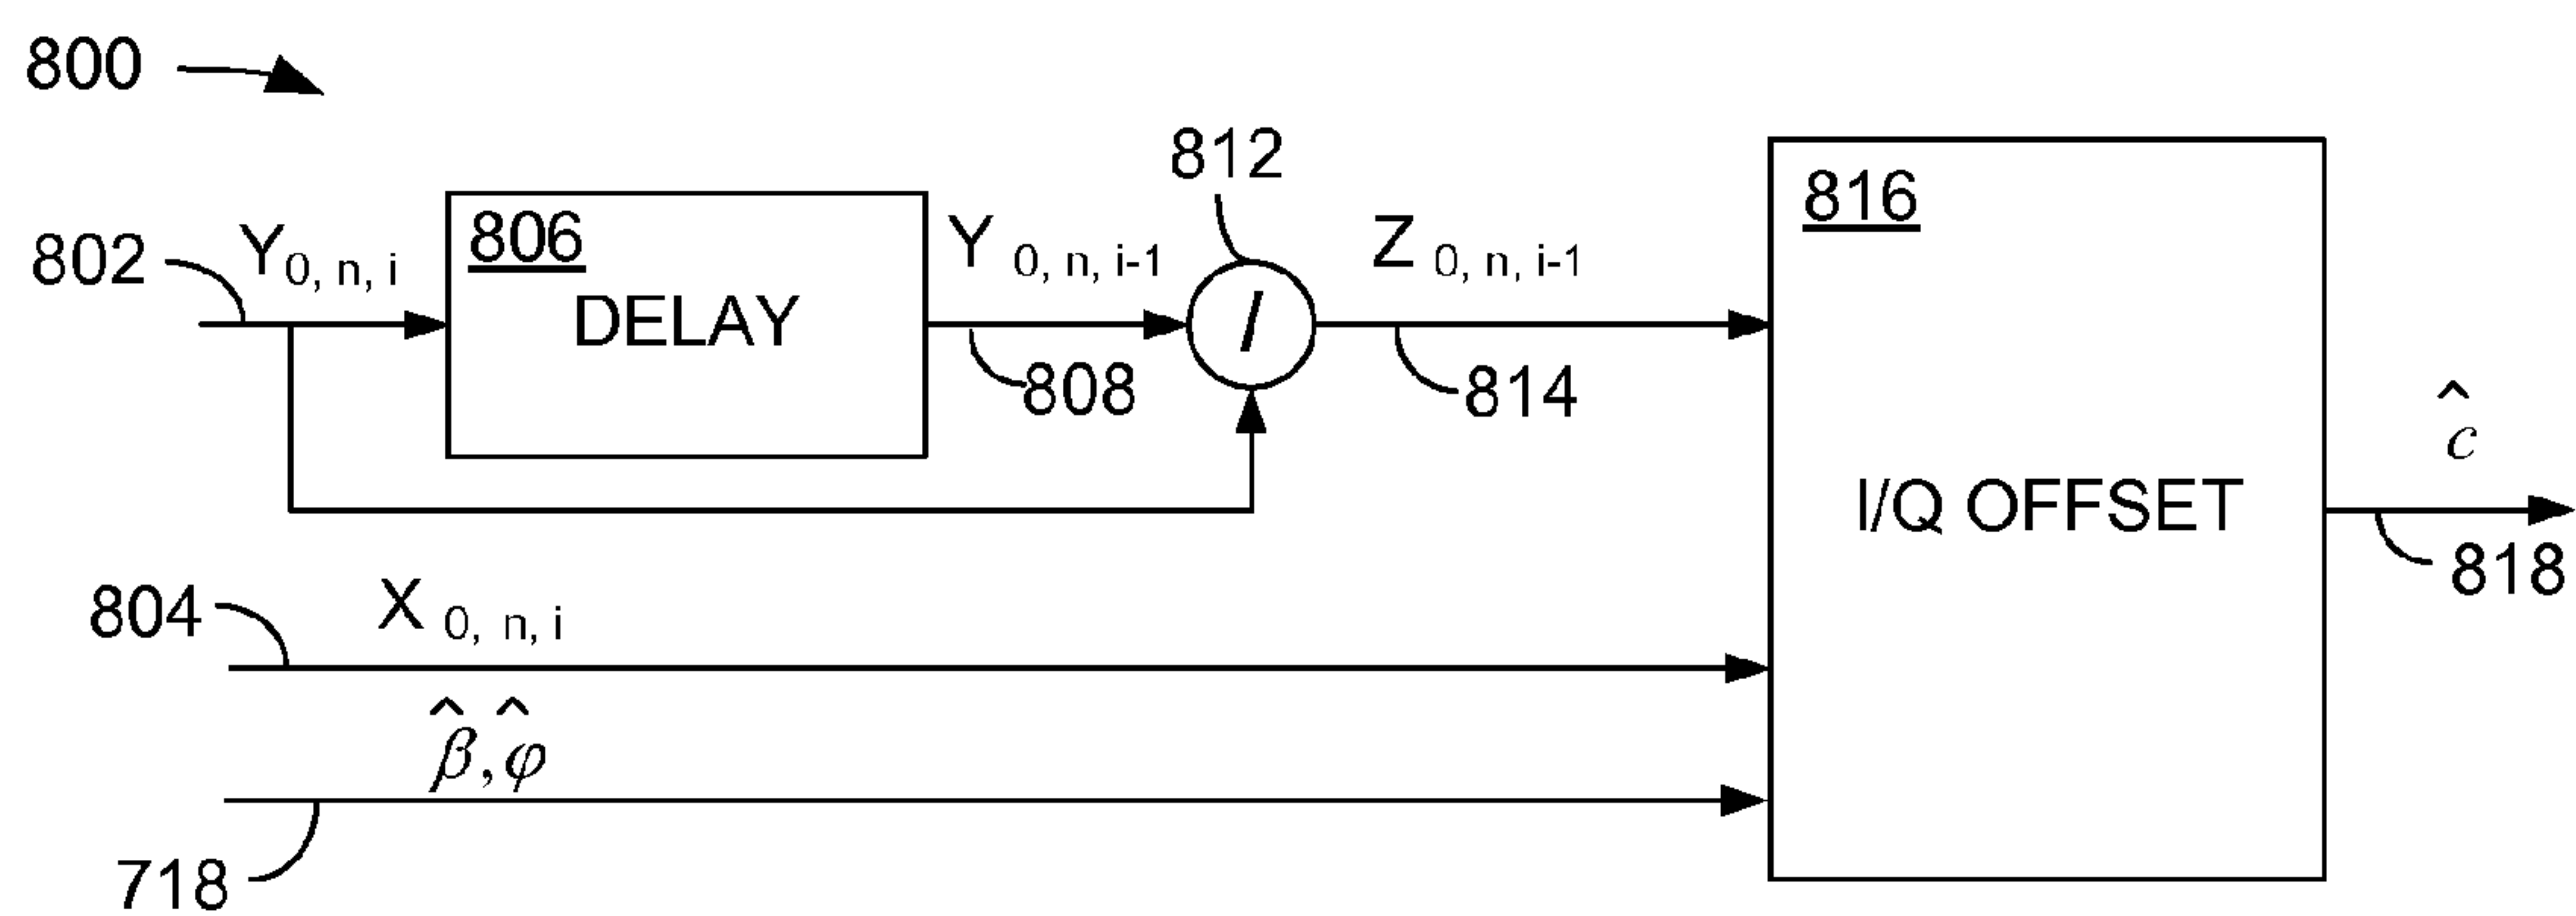 800
812
802 Y0, n, i 806 Y 0, n, i-1 Z 0, n, i-1 816
DELAY /
808 814
ĉ
I/Q OFFSET
818
804 X 0, n, i
β̂, φ̂
718